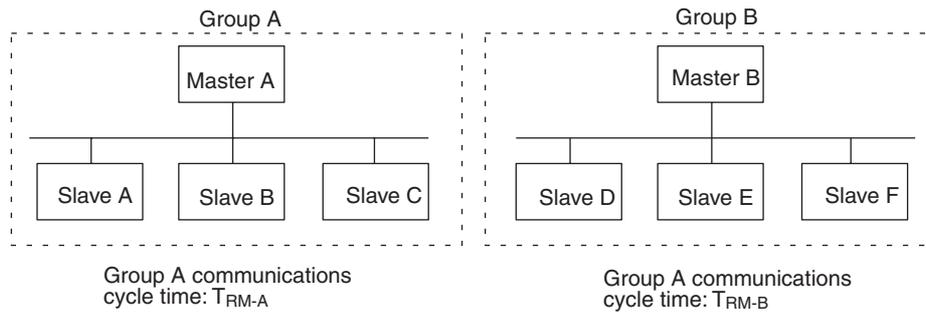 Group A
Group B
Master A
Master B
Slave A
Slave B
Slave C
Slave D
Slave E
Slave F
Group A communications
cycle time: TRM-A
Group A communications
cycle time: TRM-B